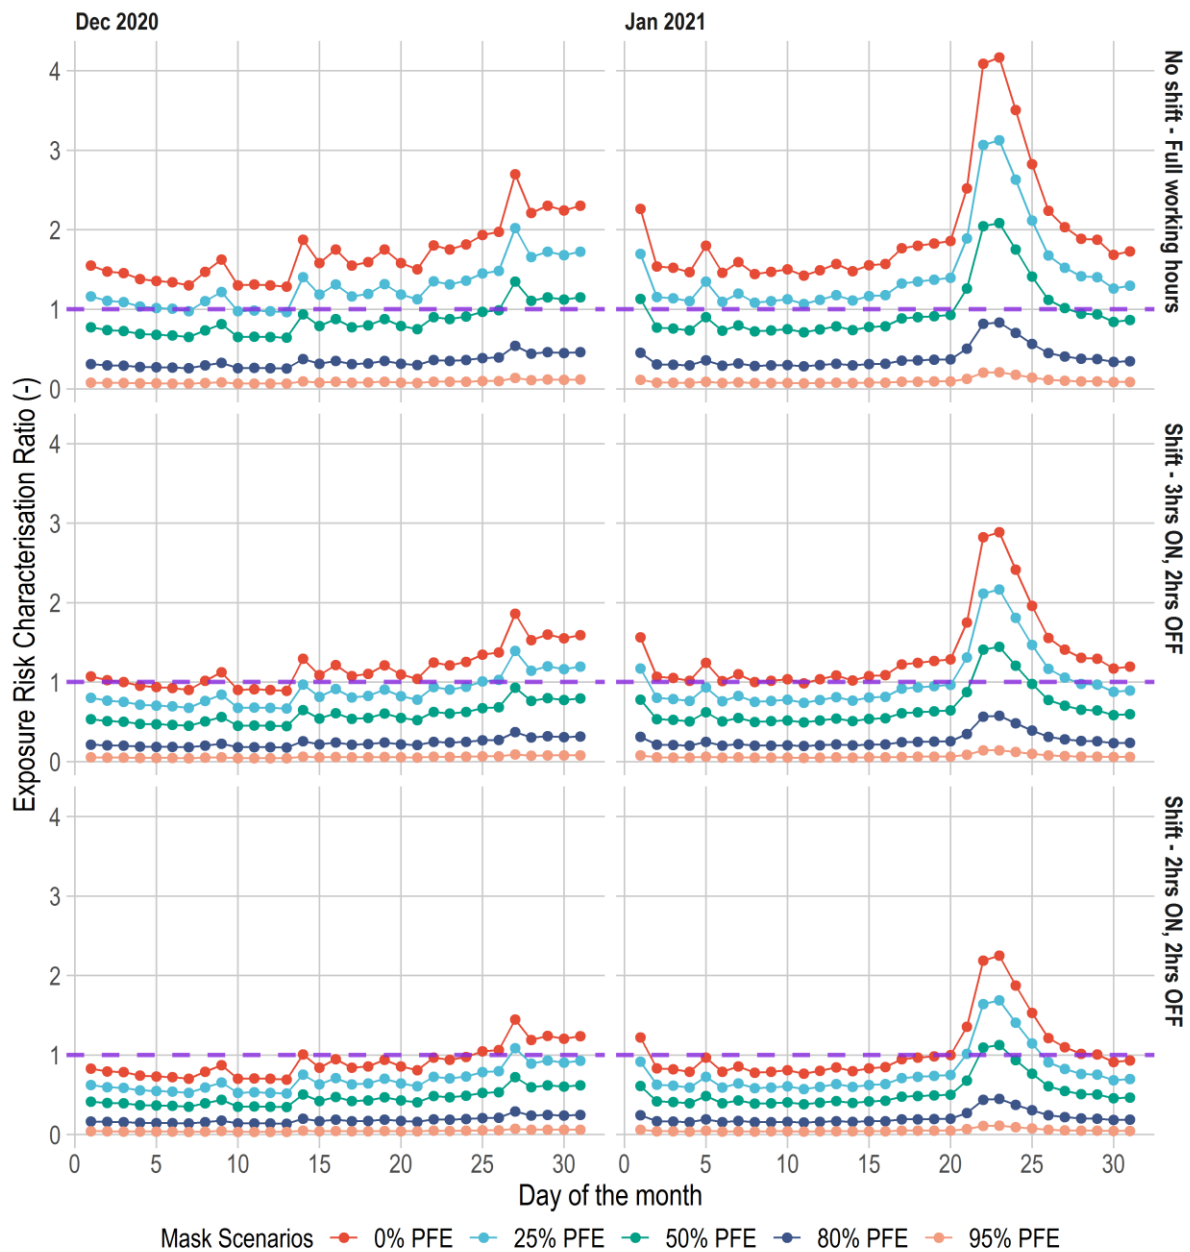 Dec 2020
Jan 2021
4
3
2
1
0
No shift - Full working hours
4
3
2
1
0
Shift - 3hrs ON, 2hrs OFF
4
3
2
1
0
Shift - 2hrs ON, 2hrs OFF
Exposure Risk Characterisation Ratio (-)
0 5 10 15 20 25 30
0 5 10 15 20 25 30
Day of the month
Mask Scenarios 0% PFE 25% PFE 50% PFE 80% PFE 95% PFE